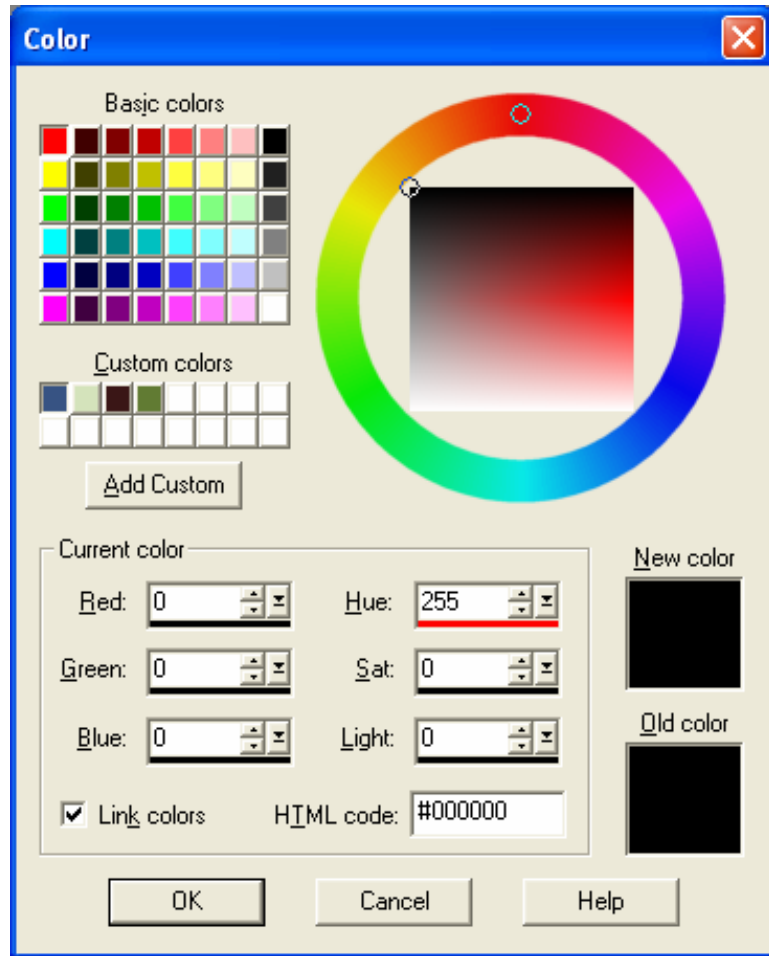 Color
Basic colors
Custom colors
Add Custom
Current color
Red: 0 Hue: 255
Green: 0 Sat: 0
Blue: 0 Light: 0
Link colors HTML code: #000000
New color
Old color
OK Cancel Help